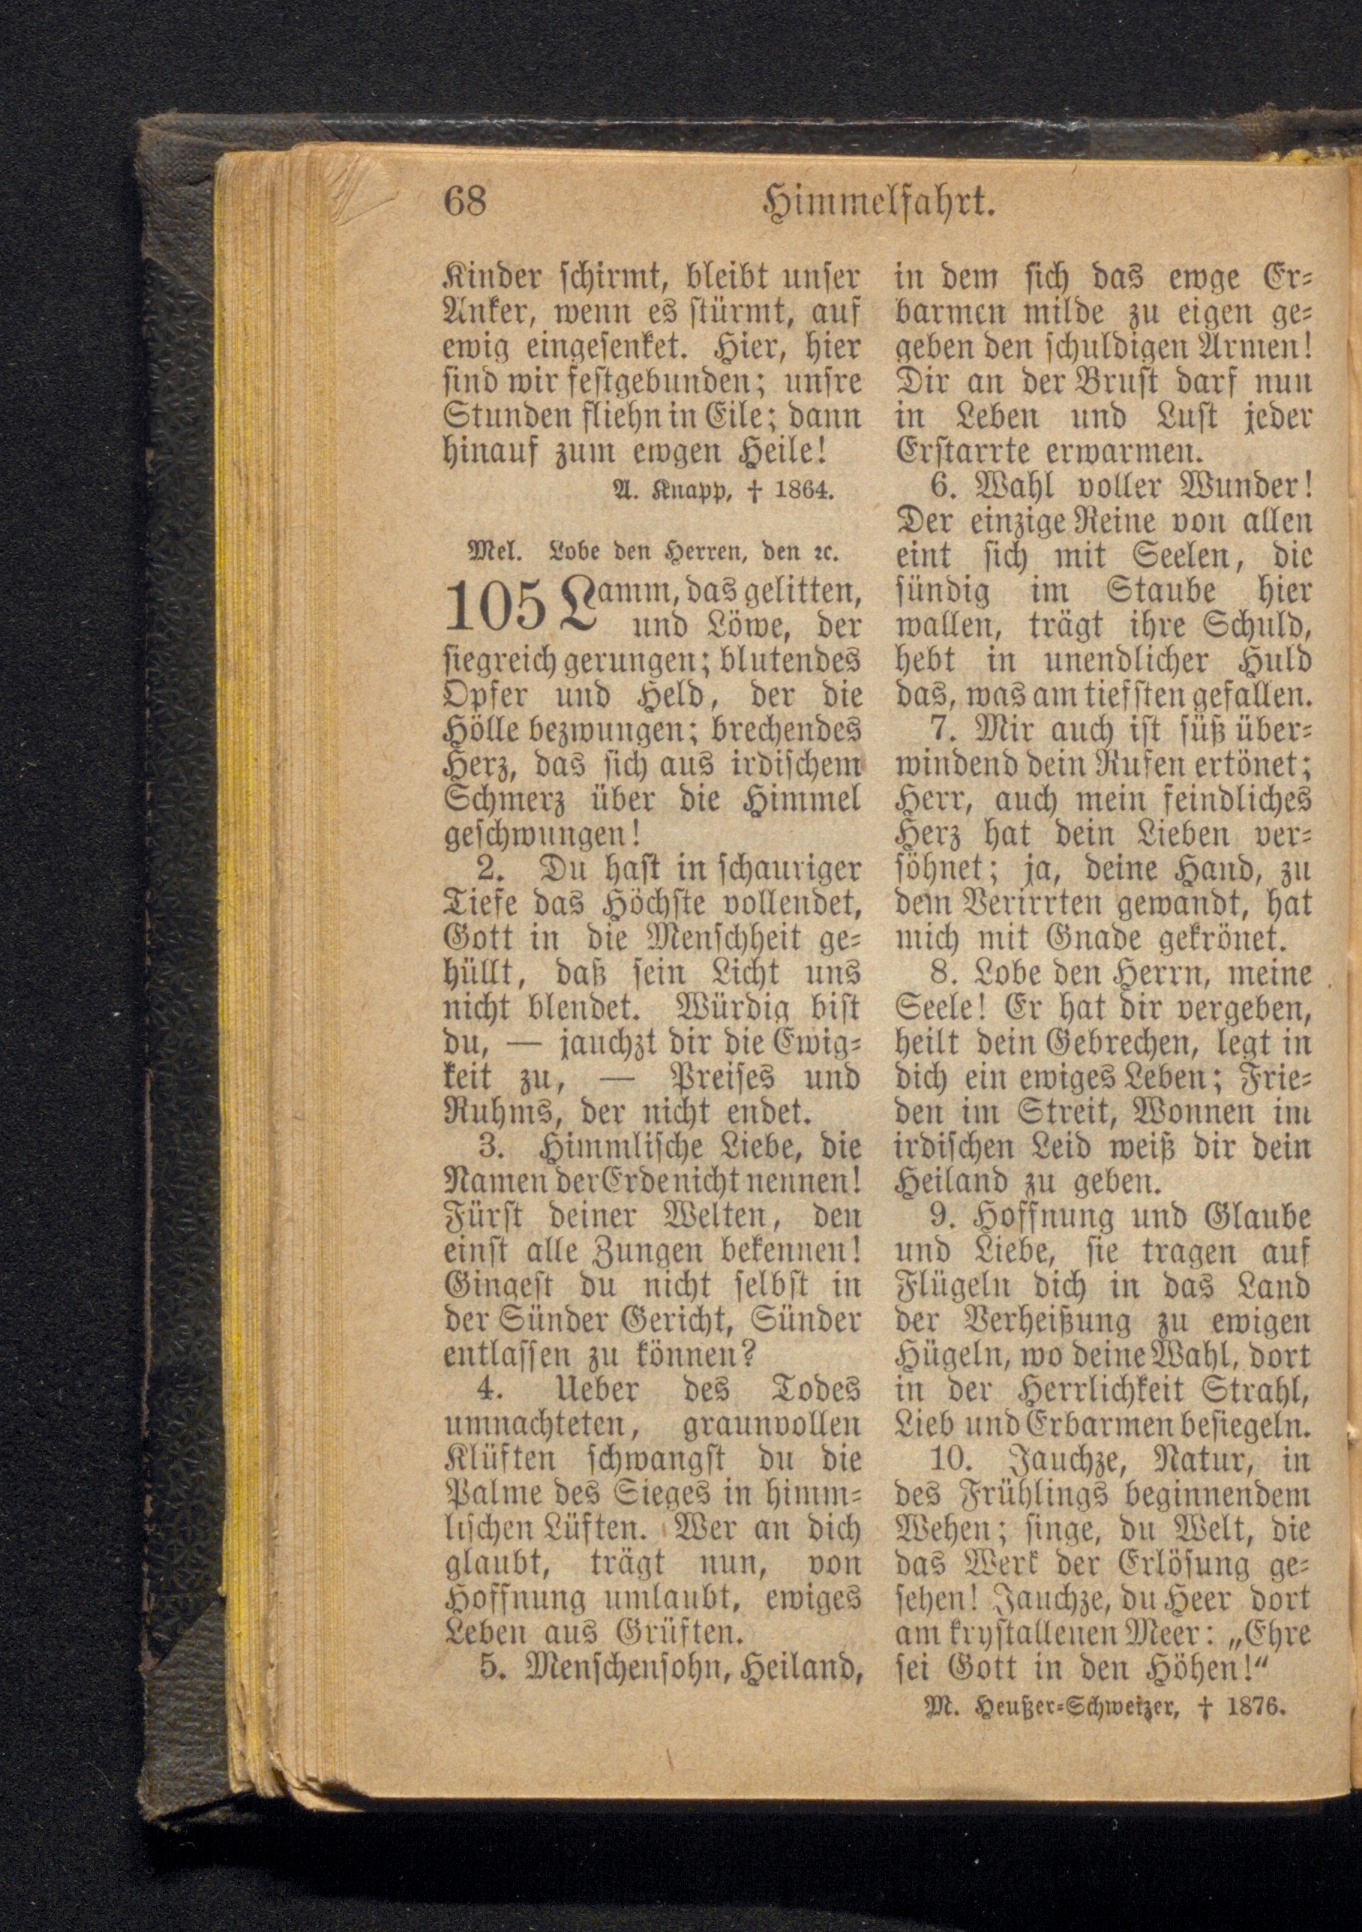 68
Himmelfahrt.
Kinder schirmt, bleibt unser
Anker, wenn es stürmt, auf
ewig eingesenket. Hier, hier
sind wir festgebunden; unsre
Stunden fliehn in Eile; dann
hinauf zum ewgen Heile!
A. Knapp, † 1864.
Mel. Lobe den Herren, den ꝛc.
105 Lamm, das gelitten,
und Löwe, der
siegreich gerungen; blutendes
Opfer und Held, der die
Hölle bezwungen; brechendes
Herz, das sich aus irdischem
Schmerz über die Himmel
geschwungen!
2. Du hast in schauriger
Tiefe das Höchste vollendet,
Gott in die Menschheit ge-
hüllt, daß sein Licht uns
nicht blendet. Würdig bist
du, — jauchzt dir die Ewig-
keit zu, — Preises und
Ruhms, der nicht endet.
3. Himmlische Liebe, die
Namen der Erde nicht nennen!
Fürst deiner Welten, den
einst alle Zungen bekennen!
Gingest du nicht selbst in
der Sünder Gericht, Sünder
entlassen zu können?
4. Ueber des Todes
umnachteten, graunvollen
Klüften schwangst du die
Palme des Sieges in himm-
lischen Lüften. Wer an dich
glaubt, trägt nun, von
Hoffnung umlaubt, ewiges
Leben aus Grüften.
5. Menschensohn, Heiland,
in dem sich das ewge Er-
barmen milde zu eigen ge-
geben den schuldigen Armen!
Dir an der Brust darf nun
in Leben und Lust jeder
Erstarrte erwarmen.
6. Wahl voller Wunder!
Der einzige Reine von allen
eint sich mit Seelen, die
sündig im Staube hier
wallen, trägt ihre Schuld,
hebt in unendlicher Huld
das, was am tiefsten gefallen.
7. Mir auch ist süß über-
windend dein Rufen ertönet;
Herr, auch mein feindliches
Herz hat dein Lieben ver-
söhnet; ja, deine Hand, zu
dem Verirrten gewandt, hat
mich mit Gnade gekrönet.
8. Lobe den Herrn, meine
Seele! Er hat dir vergeben,
heilt dein Gebrechen, legt in
dich ein ewiges Leben; Frie-
den im Streit, Wonnen im
irdischen Leid weiß dir dein
Heiland zu geben.
9. Hoffnung und Glaube
und Liebe, sie tragen auf
Flügeln dich in das Land
der Verheißung zu ewigen
Hügeln, wo deine Wahl, dort
in der Herrlichkeit Strahl,
Lieb und Erbarmen besiegeln.
10. Jauchze, Natur, in
des Frühlings beginnendem
Wehen; singe, du Welt, die
das Werk der Erlösung ge-
sehen! Jauchze, du Heer dort
am krystallenen Meer: „Ehre
sei Gott in den Höhen!“
M. Heußer-Schweizer, † 1876.